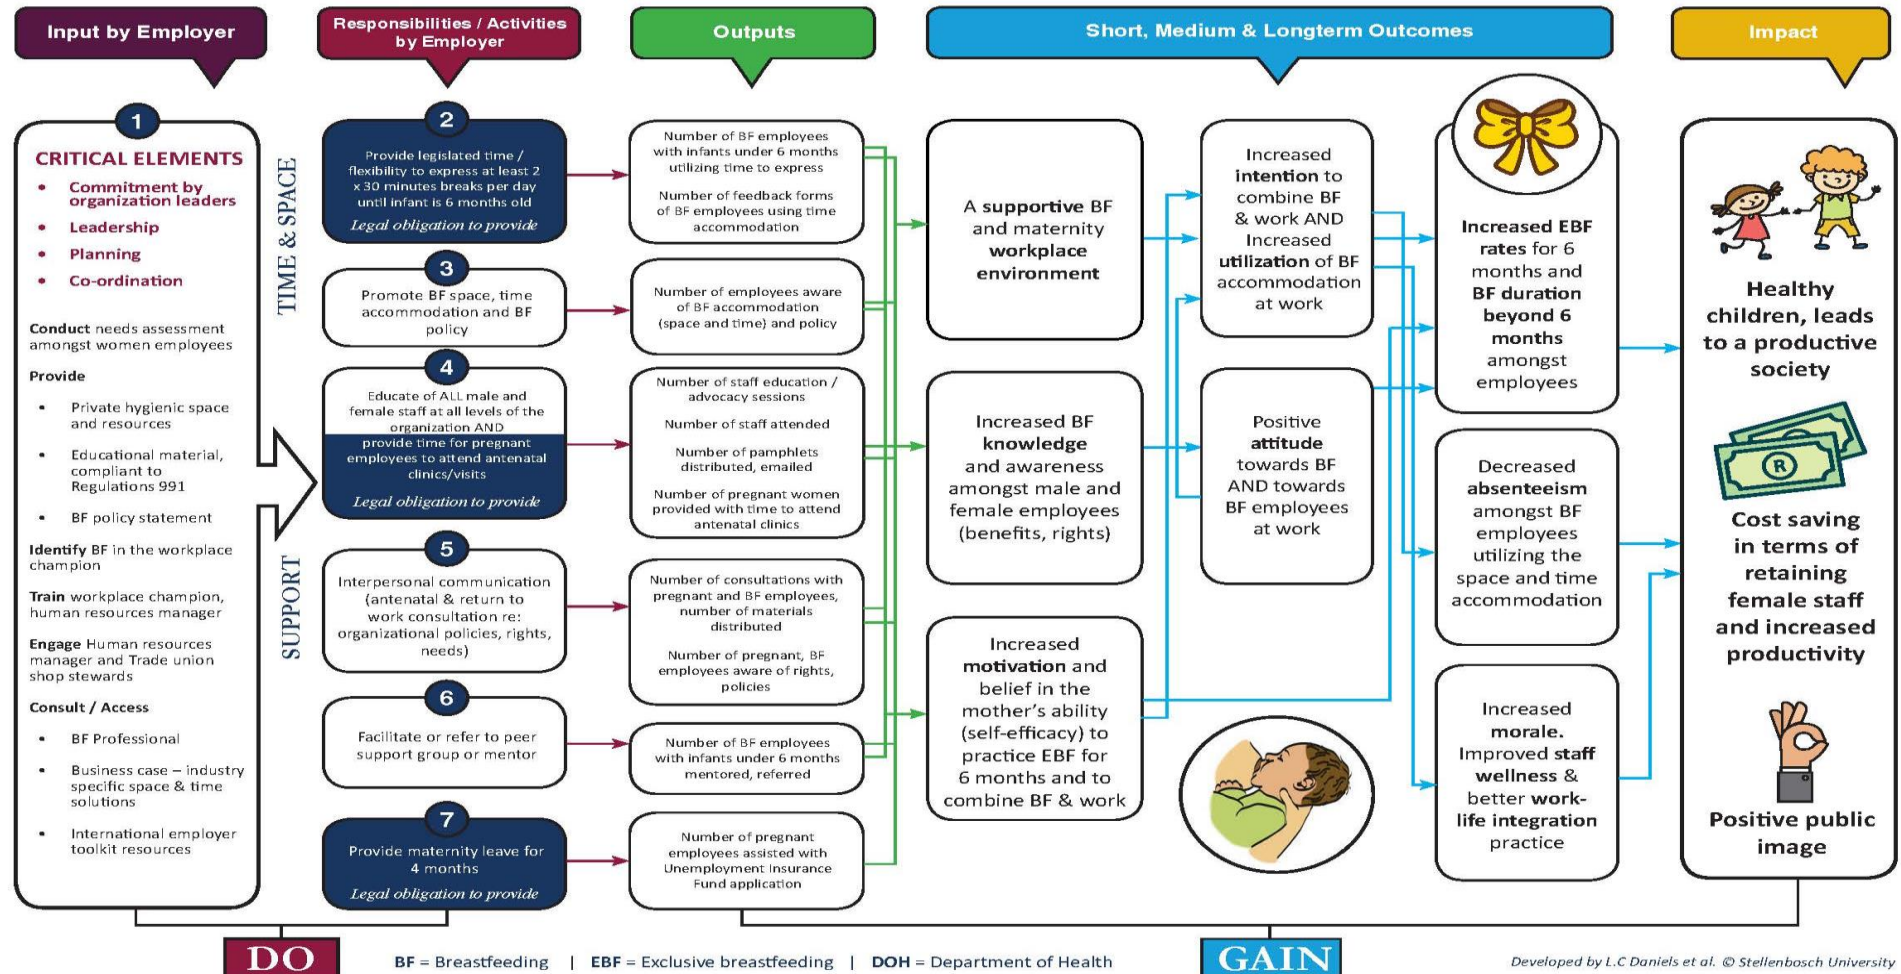 Input by Employer
Responsibilities / Activities
by Employer
Outputs
Short, Medium & Longterm Outcomes
Impact
1
CRITICAL ELEMENTS
• Commitment by
organization leaders
• Leadership
• Planning
• Co-ordination
Conduct needs assessment
amongst women employees
Provide
• Private hygienic space
and resources
• Educational material,
compliant to
Regulations 991
• BF policy statement
Identify BF in the workplace
champion
Train workplace champion,
human resources manager
Engage Human resources
manager and Trade union
shop stewards
Consult / Access
• BF Professional
• Business case – industry
specific space & time
solutions
• International employer
toolkit resources
TIME & SPACE
SUPPORT
2
Provide legislated time /
flexibility to express at least 2
x 30 minutes breaks per day
until infant is 6 months old
Legal obligation to provide
3
Promote BF space, time
accommodation and BF
policy
4
Educate of ALL male and
female staff at all levels of the
organization AND
provide time for pregnant
employees to attend antenatal
clinics/visits
Legal obligation to provide
5
Interpersonal communication
(antenatal & return to
work consultation re:
organizational policies, rights,
needs)
6
Facilitate or refer to peer
support group or mentor
7
Provide maternity leave for
4 months
Legal obligation to provide
Number of BF employees
with infants under 6 months
utilizing time to express
Number of feedback forms
of BF employees using time
accommodation
Number of employees aware
of BF accommodation
(space and time) and policy
Number of staff education /
advocacy sessions
Number of staff attended
Number of pamphlets
distributed, emailed
Number of pregnant women
provided with time to attend
antenatal clinics
Number of consultations with
pregnant and BF employees,
number of materials
distributed
Number of pregnant, BF
employees aware of rights,
policies
Number of BF employees
with infants under 6 months
mentored, referred
Number of pregnant
employees assisted with
Unemployment Insurance
Fund application
A supportive BF
and maternity
workplace
environment
Increased BF
knowledge
and awareness
amongst male and
female employees
(benefits, rights)
Increased
motivation and
belief in the
mother's ability
(self-efficacy) to
practice EBF for
6 months and to
combine BF & work
Increased
intention to
combine BF
& work AND
Increased
utilization of BF
accommodation
at work
Positive
attitude
towards BF
AND towards
BF employees
at work
Increased EBF
rates for 6
months and
BF duration
beyond 6
months
amongst
employees
Decreased
absenteeism
amongst BF
employees
utilizing the
space and time
accommodation
Increased
morale.
Improved staff
wellness &
better work-
life integration
practice
Healthy
children, leads
to a productive
society
R
Cost saving
in terms of
retaining
female staff
and increased
productivity
Positive public
image
DO
BF = Breastfeeding | EBF = Exclusive breastfeeding | DOH = Department of Health
GAIN
Developed by L.C Daniels et al. © Stellenbosch University